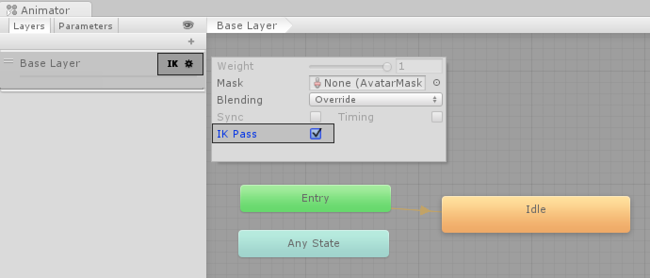 Animator
Layers Parameters
Base Layer
+
Base Layer IK
Weight 1
Mask None (AvatarMask
Blending Override
Sync Timing
IK Pass
Entry
Idle
Any State